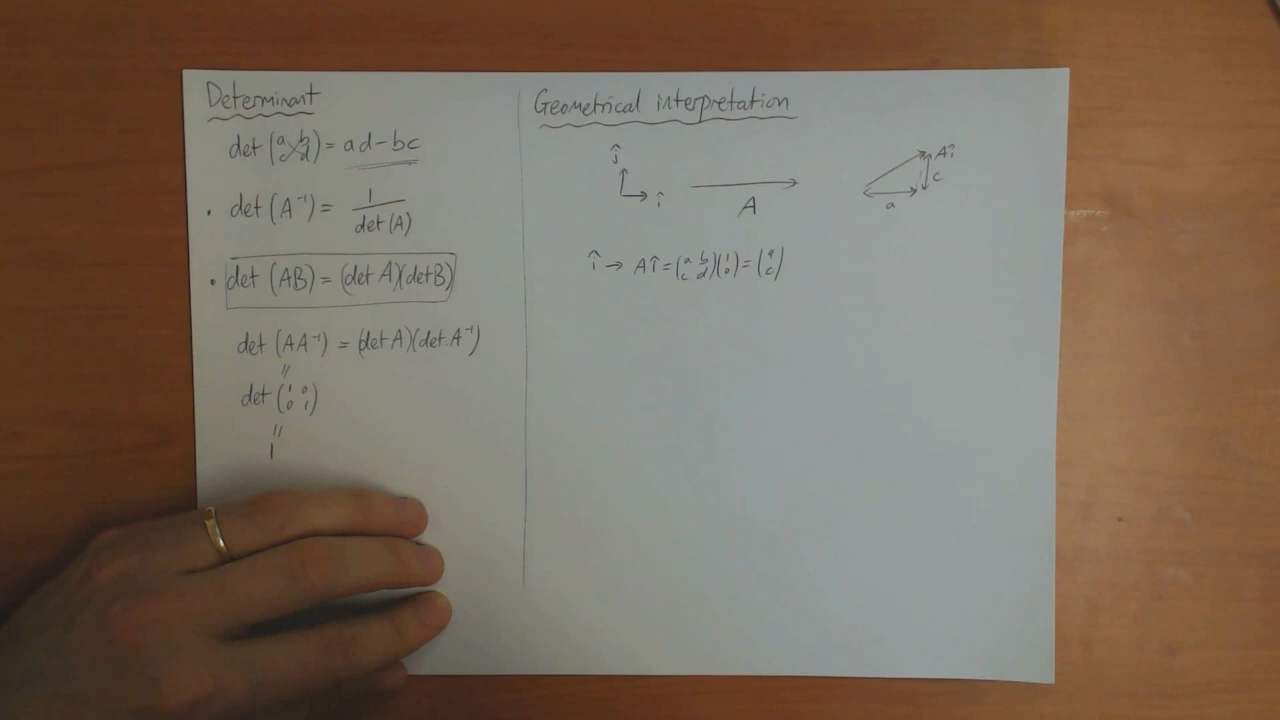 Determinant
det (a b c d) = ad-bc
• det (A⁻¹) = 1/det(A)
• det (AB) = (det A)(det B)
det (AA⁻¹) = (det A)(det A⁻¹)
"
det (1 0 0 1)
"
1
Geometrical interpretation
ĵ
î
A
Aî
c
a
î → Aî = (a b c d)(1 0) = (a c)